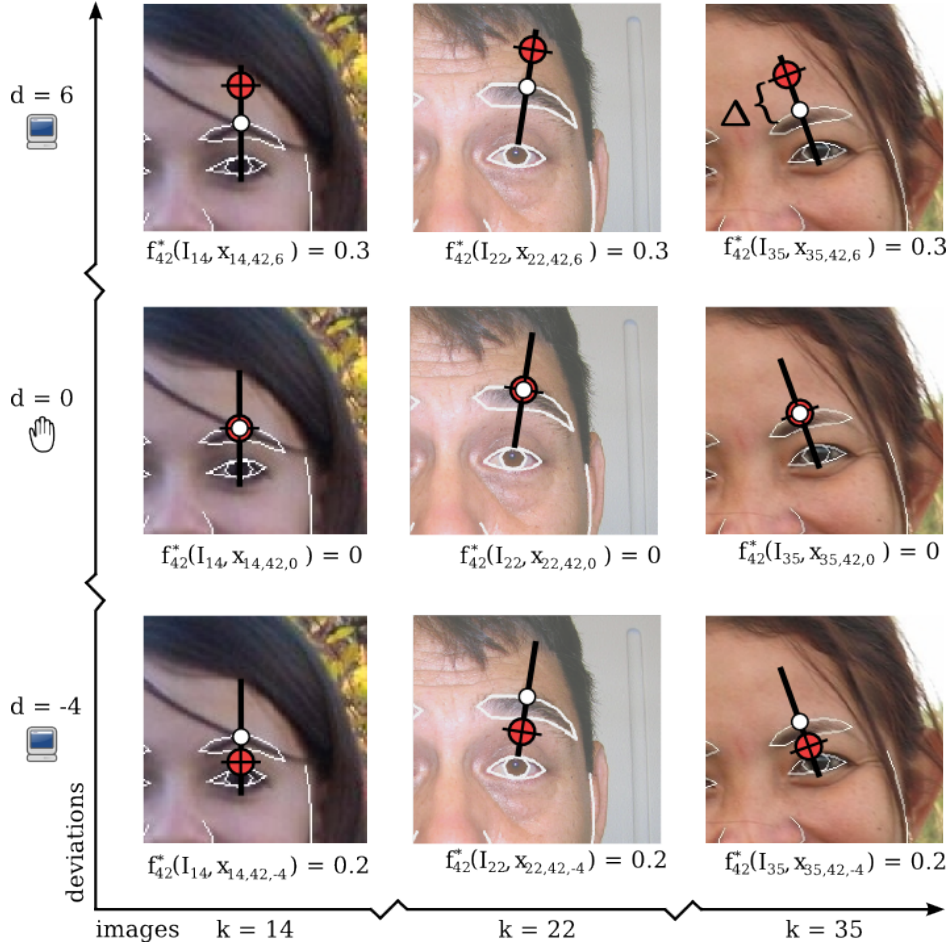 d = 6
Δ {
f*42(I14, x14,42,6) = 0.3
f*42(I22, x22,42,6) = 0.3
f*42(I35, x35,42,6) = 0.3
d = 0
f*42(I14, x14,42,0) = 0
f*42(I22, x22,42,0) = 0
f*42(I35, x35,42,0) = 0
d = -4
f*42(I14, x14,42,-4) = 0.2
f*42(I22, x22,42,-4) = 0.2
f*42(I35, x35,42,-4) = 0.2
deviations
images k = 14 k = 22 k = 35